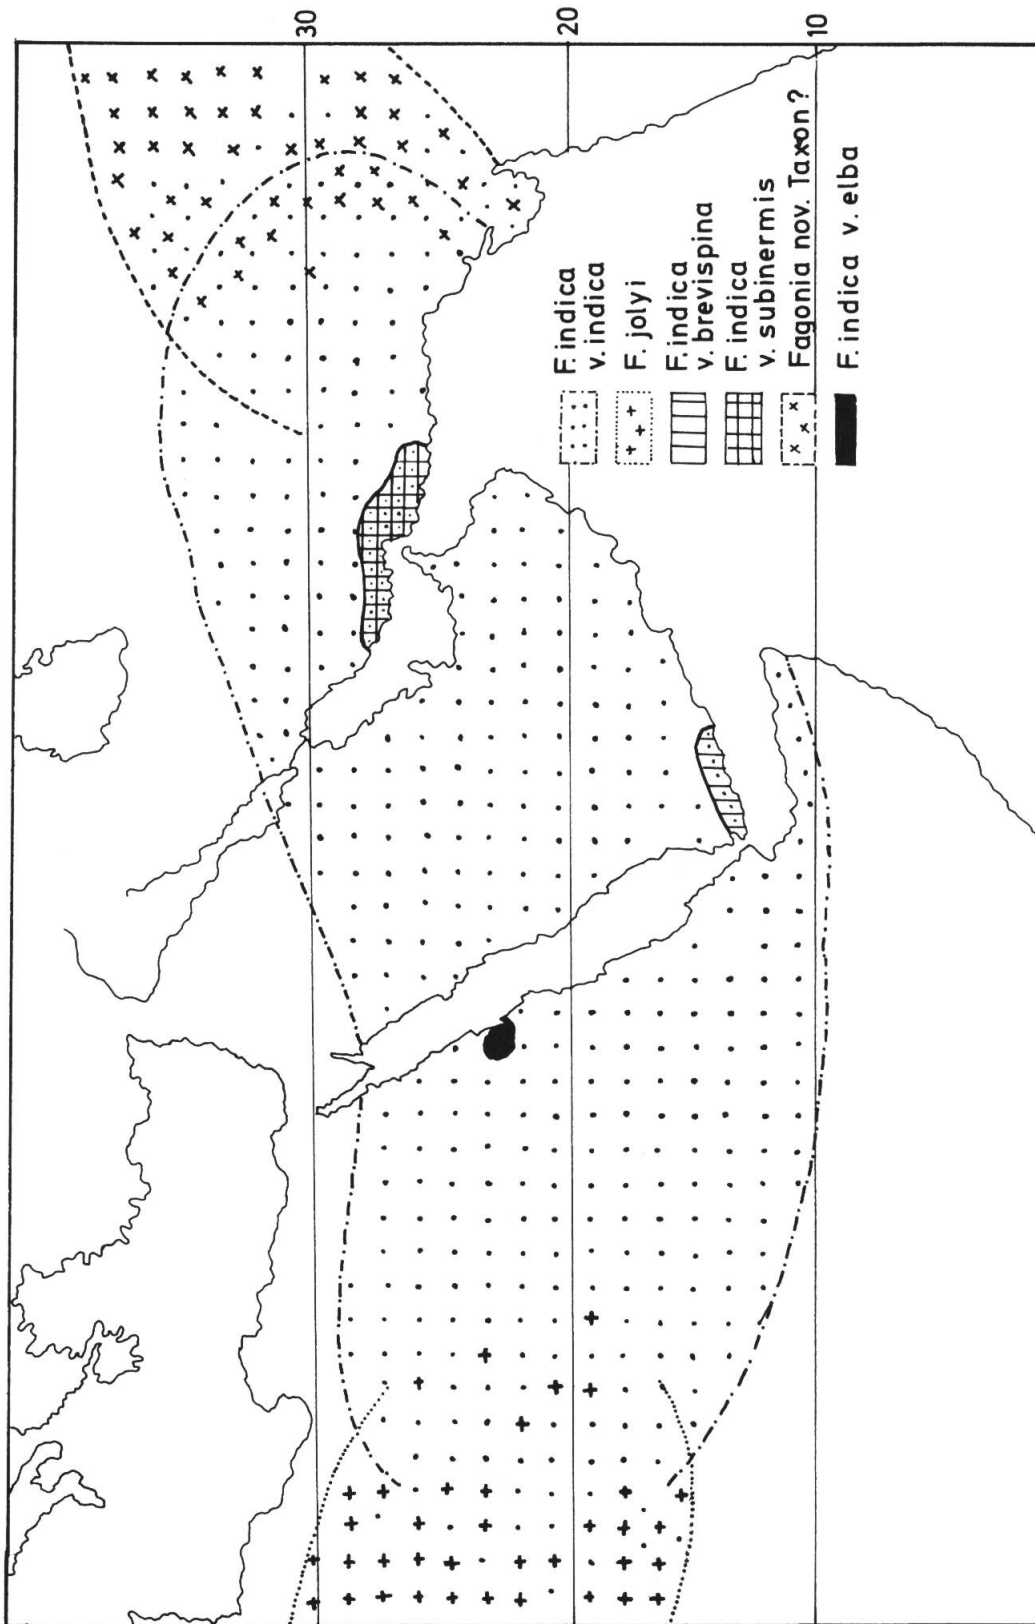 30
20
10
F. indica
v. indica
F. jolyi
F. indica
v. brevispina
F. indica
v. subinermis
Fagonia nov. Taxon?
F. indica v. elba